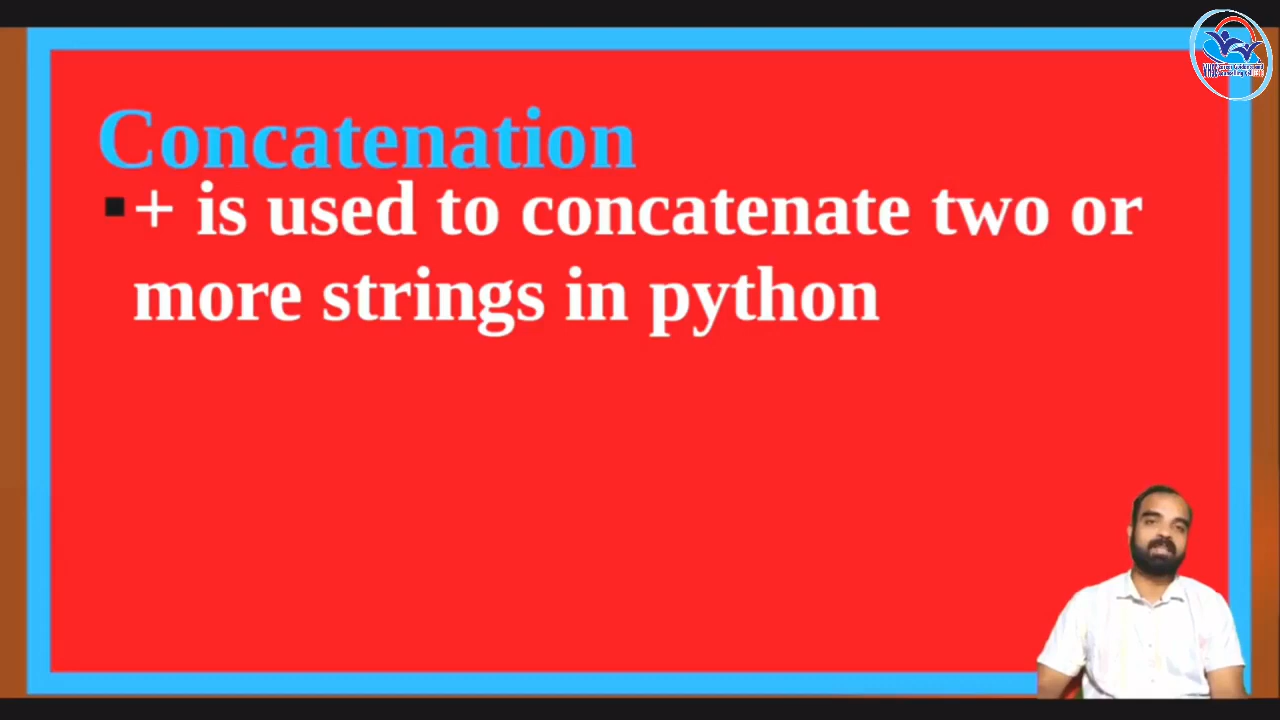 Concatenation
+ is used to concatenate two or
more strings in python